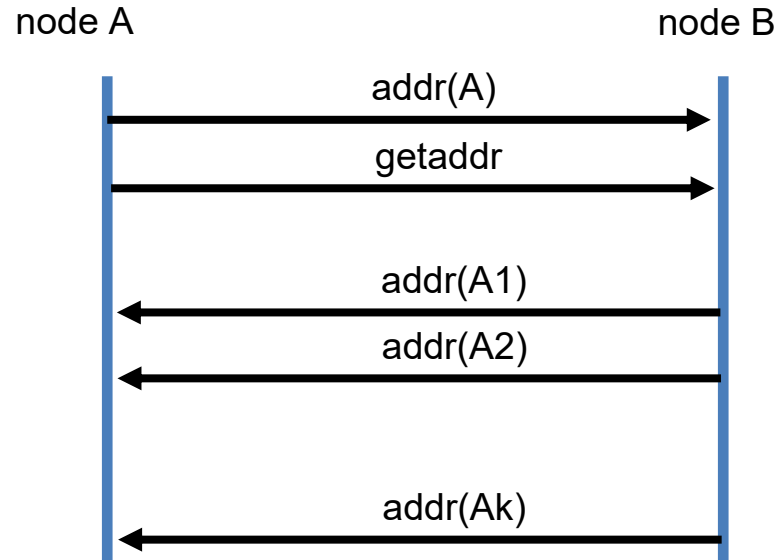 node A
node B
addr(A)
getaddr
addr(A1)
addr(A2)
addr(Ak)